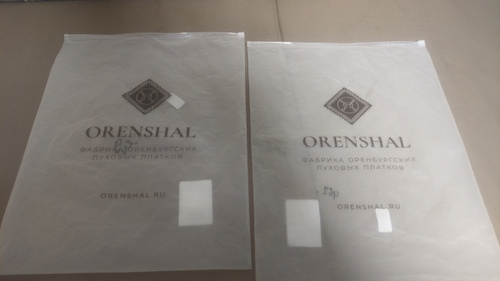 ORENSHAL
ФАБРИКА ОРЕНБУРГСКИХ
ПУХОВЫХ ПЛАТКОВ
ORENSHAL.RU
ORENSHAL
ФАБРИКА ОРЕНБУРГСКИХ
ПУХОВЫХ ПЛАТКОВ
ORENSHAL.RU